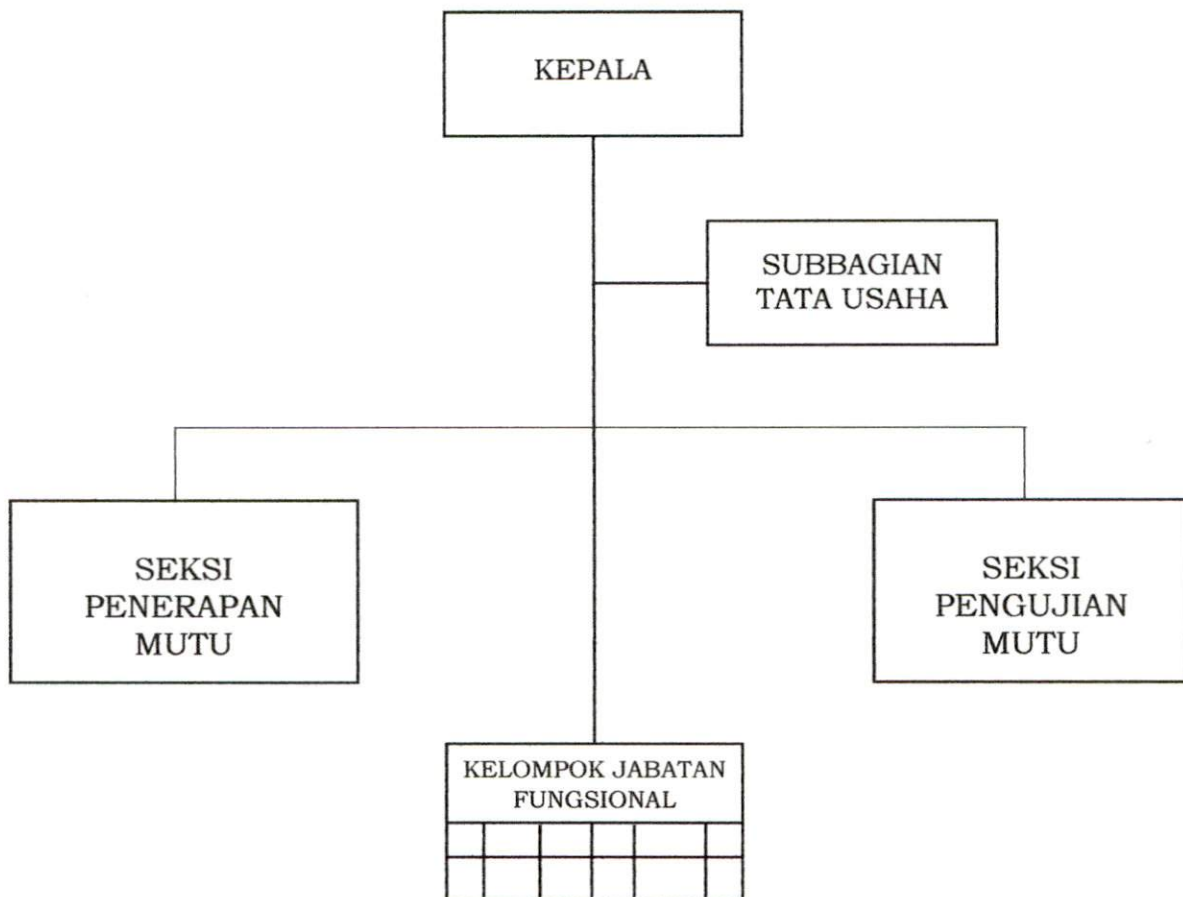 KEPALA
SUBBAGIAN
TATA USAHA
SEKSI
PENERAPAN
MUTU
SEKSI
PENGUJIAN
MUTU
KELOMPOK JABATAN
FUNGSIONAL